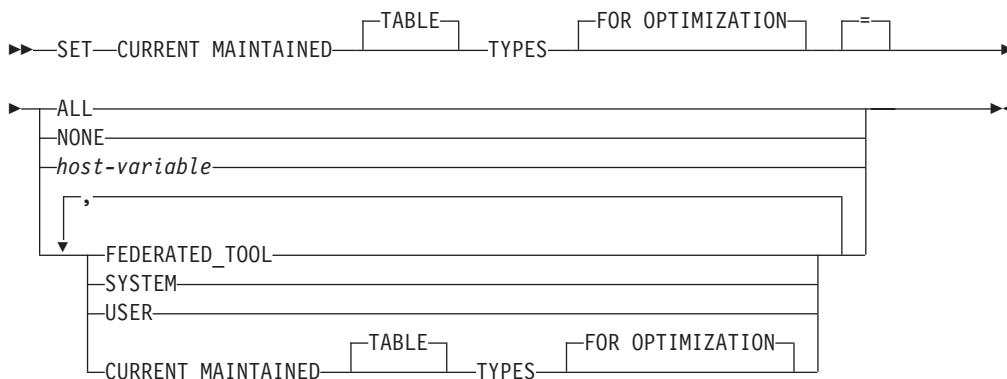 TABLE FOR OPTIMIZATION =
SET CURRENT MAINTAINED TYPES
ALL
NONE
host-variable
,
FEDERATED_TOOL
SYSTEM
USER
TABLE FOR OPTIMIZATION
CURRENT MAINTAINED TYPES